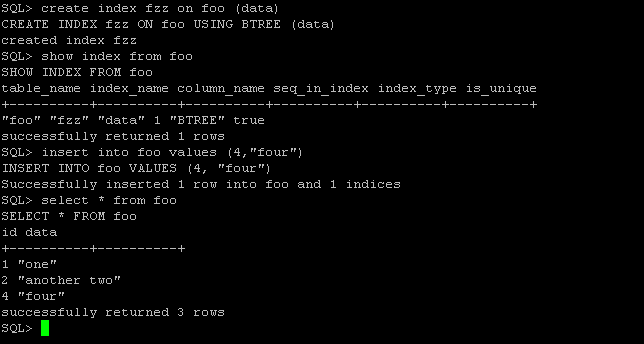 SQL> create index fzz on foo (data)
CREATE INDEX fzz ON foo USING BTREE (data)
created index fzz
SQL> show index from foo
SHOW INDEX FROM foo
table_name index_name column_name seq_in_index index_type is_unique
+----------+----------+----------+----------+----------+----------+
"foo" "fzz" "data" 1 "BTREE" true
successfully returned 1 rows
SQL> insert into foo values (4,"four")
INSERT INTO foo VALUES (4, "four")
Successfully inserted 1 row into foo and 1 indices
SQL> select * from foo
SELECT * FROM foo
id data
+----------+----------+
1 "one"
2 "another two"
4 "four"
successfully returned 3 rows
SQL>